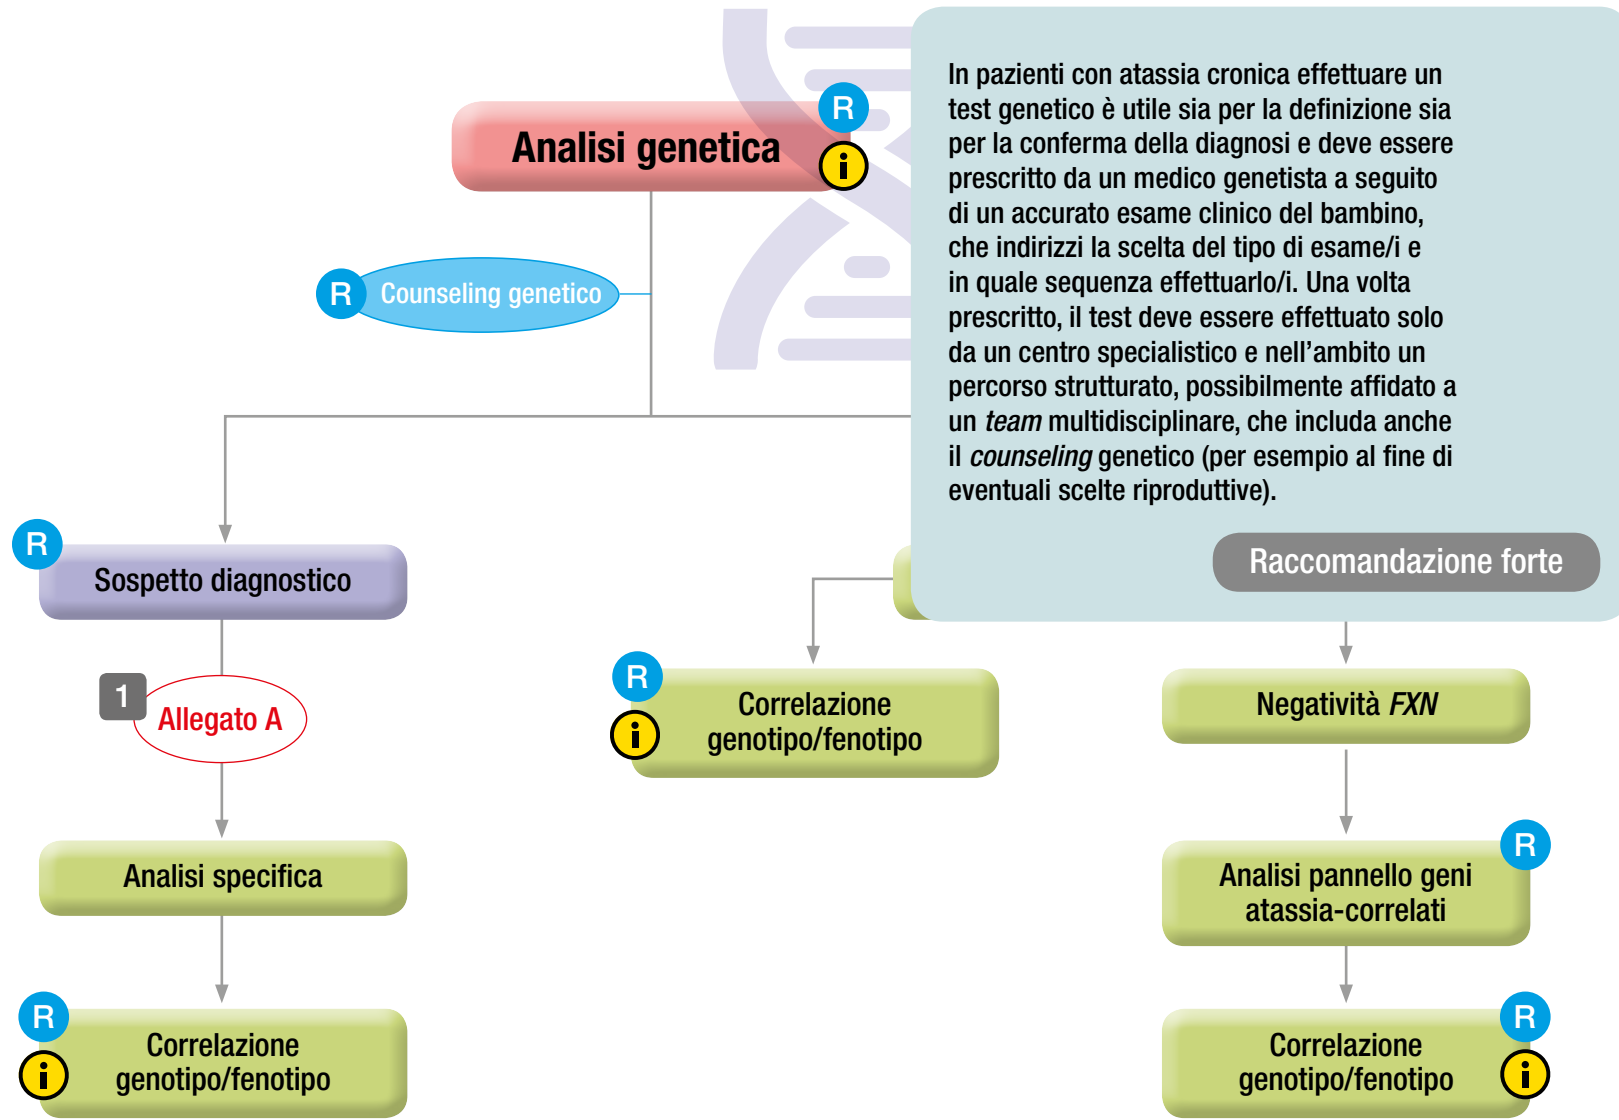 R
Analisi genetica
i
R
Counseling genetico
In pazienti con atassia cronica effettuare un
test genetico è utile sia per la definizione sia
per la conferma della diagnosi e deve essere
prescritto da un medico genetista a seguito
di un accurato esame clinico del bambino,
che indirizzi la scelta del tipo di esame/i e
in quale sequenza effettuarlo/i. Una volta
prescritto, il test deve essere effettuato solo
da un centro specialistico e nell’ambito un
percorso strutturato, possibilmente affidato a
un team multidisciplinare, che includa anche
il counseling genetico (per esempio al fine di
eventuali scelte riproduttive).
Raccomandazione forte
R
Sospetto diagnostico
1
Allegato A
Analisi specifica
R
i
Correlazione
genotipo/fenotipo
R
i
Correlazione
genotipo/fenotipo
Negatività FXN
R
Analisi pannello geni
atassia-correlati
R
i
Correlazione
genotipo/fenotipo